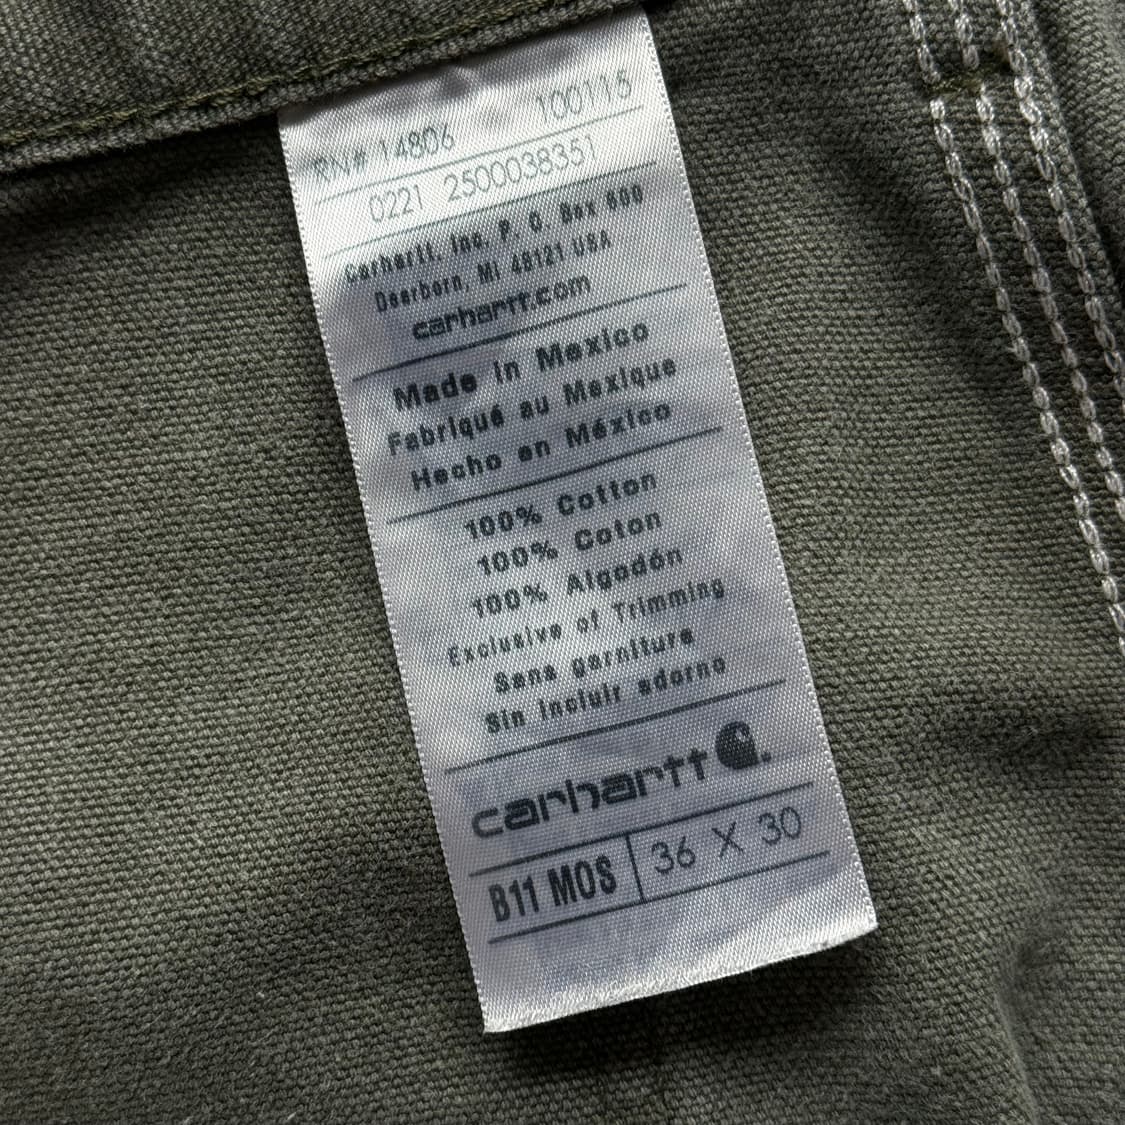 RN# 14806 100115
0221 2500038351
Carhartt, Inc. P. O. Box 600
Dearborn, MI 48121 USA
carhartt.com
Made in Mexico
Fabriqué au Mexique
Hecho en México
100% Cotton
100% Coton
100% Algodón
Exclusive of Trimming
Sans garniture
Sin incluir adorno
carhartt
B11 MOS 36 X 30